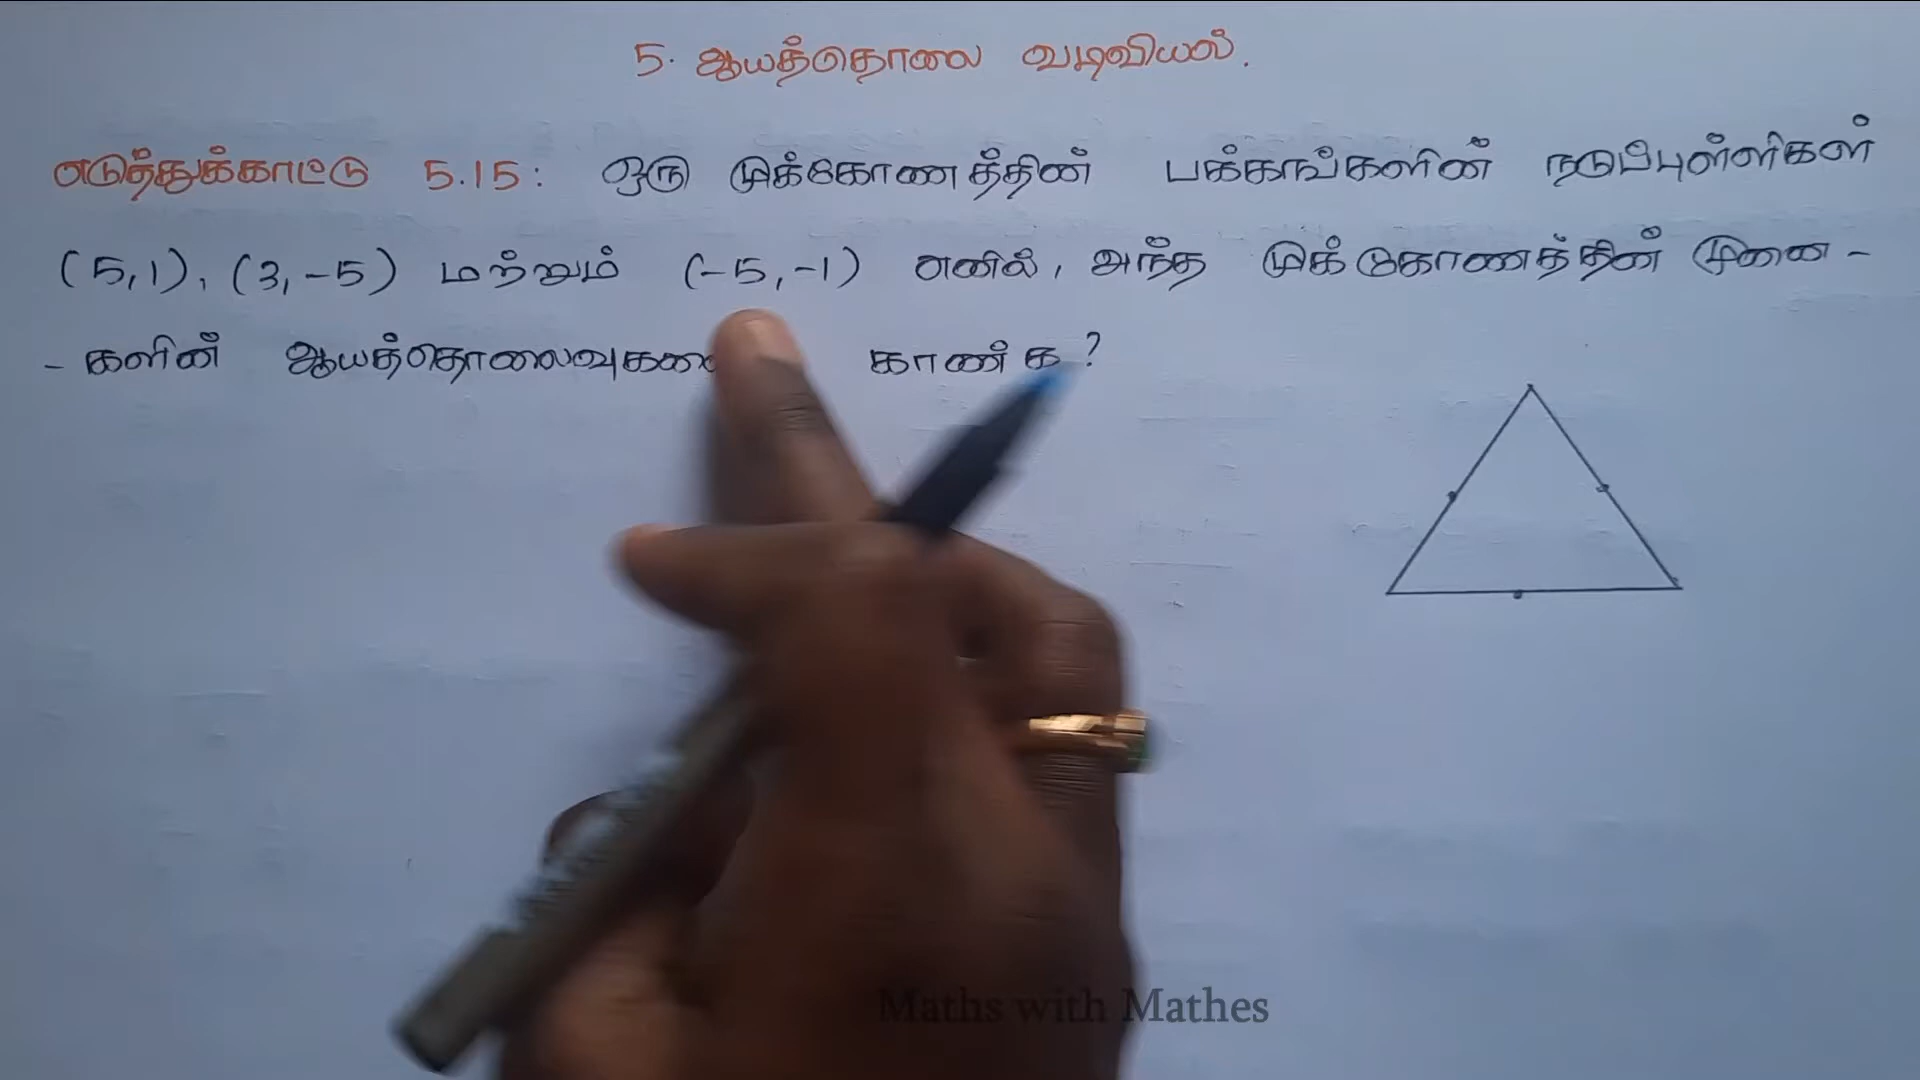 5. ஆயத்தொலை வடிவியல்.
எடுத்துக்காட்டு 5.15: ஒரு முக்கோணத்தின் பக்கங்களின் நடுப்புள்ளிகள்
(5,1), (3,-5) மற்றும் (-5,-1) எனில், அந்த முக்கோணத்தின் முனை -
- களின் ஆயத்தொலைவுகளை காண்க?
Maths with Mathes